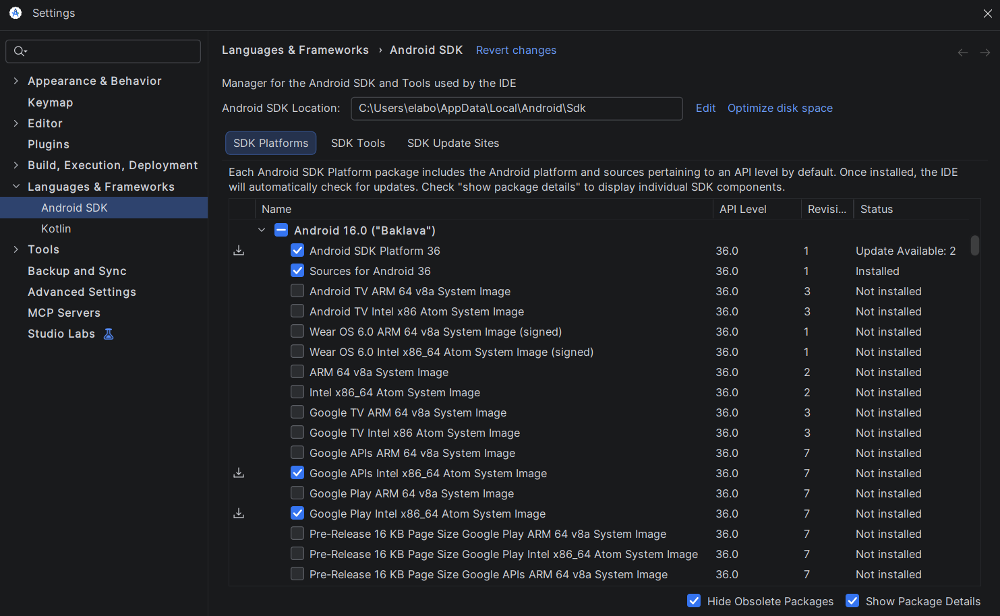 Settings
Languages & Frameworks › Android SDK Revert changes
Appearance & Behavior
Keymap
Editor
Plugins
Build, Execution, Deployment
Languages & Frameworks
Android SDK
Kotlin
Tools
Backup and Sync
Advanced Settings
MCP Servers
Studio Labs
Manager for the Android SDK and Tools used by the IDE
Android SDK Location: C:\Users\elabo\AppData\Local\Android\Sdk Edit Optimize disk space
SDK Platforms SDK Tools SDK Update Sites
Each Android SDK Platform package includes the Android platform and sources pertaining to an API level by default. Once installed, the IDE
will automatically check for updates. Check "show package details" to display individual SDK components.
Name API Level Revisi... Status
Android 16.0 ("Baklava")
Android SDK Platform 36 36.0 1 Update Available: 2
Sources for Android 36 36.0 1 Installed
Android TV ARM 64 v8a System Image 36.0 3 Not installed
Android TV Intel x86 Atom System Image 36.0 3 Not installed
Wear OS 6.0 ARM 64 v8a System Image (signed) 36.0 1 Not installed
Wear OS 6.0 Intel x86_64 Atom System Image (signed) 36.0 1 Not installed
ARM 64 v8a System Image 36.0 2 Not installed
Intel x86_64 Atom System Image 36.0 2 Not installed
Google TV ARM 64 v8a System Image 36.0 3 Not installed
Google TV Intel x86 Atom System Image 36.0 3 Not installed
Google APIs ARM 64 v8a System Image 36.0 7 Not installed
Google APIs Intel x86_64 Atom System Image 36.0 7 Not installed
Google Play ARM 64 v8a System Image 36.0 7 Not installed
Google Play Intel x86_64 Atom System Image 36.0 7 Not installed
Pre-Release 16 KB Page Size Google Play ARM 64 v8a System Image 36.0 7 Not installed
Pre-Release 16 KB Page Size Google Play Intel x86_64 Atom System Image 36.0 7 Not installed
Pre-Release 16 KB Page Size Google APIs ARM 64 v8a System Image 36.0 7 Not installed
Hide Obsolete Packages Show Package Details